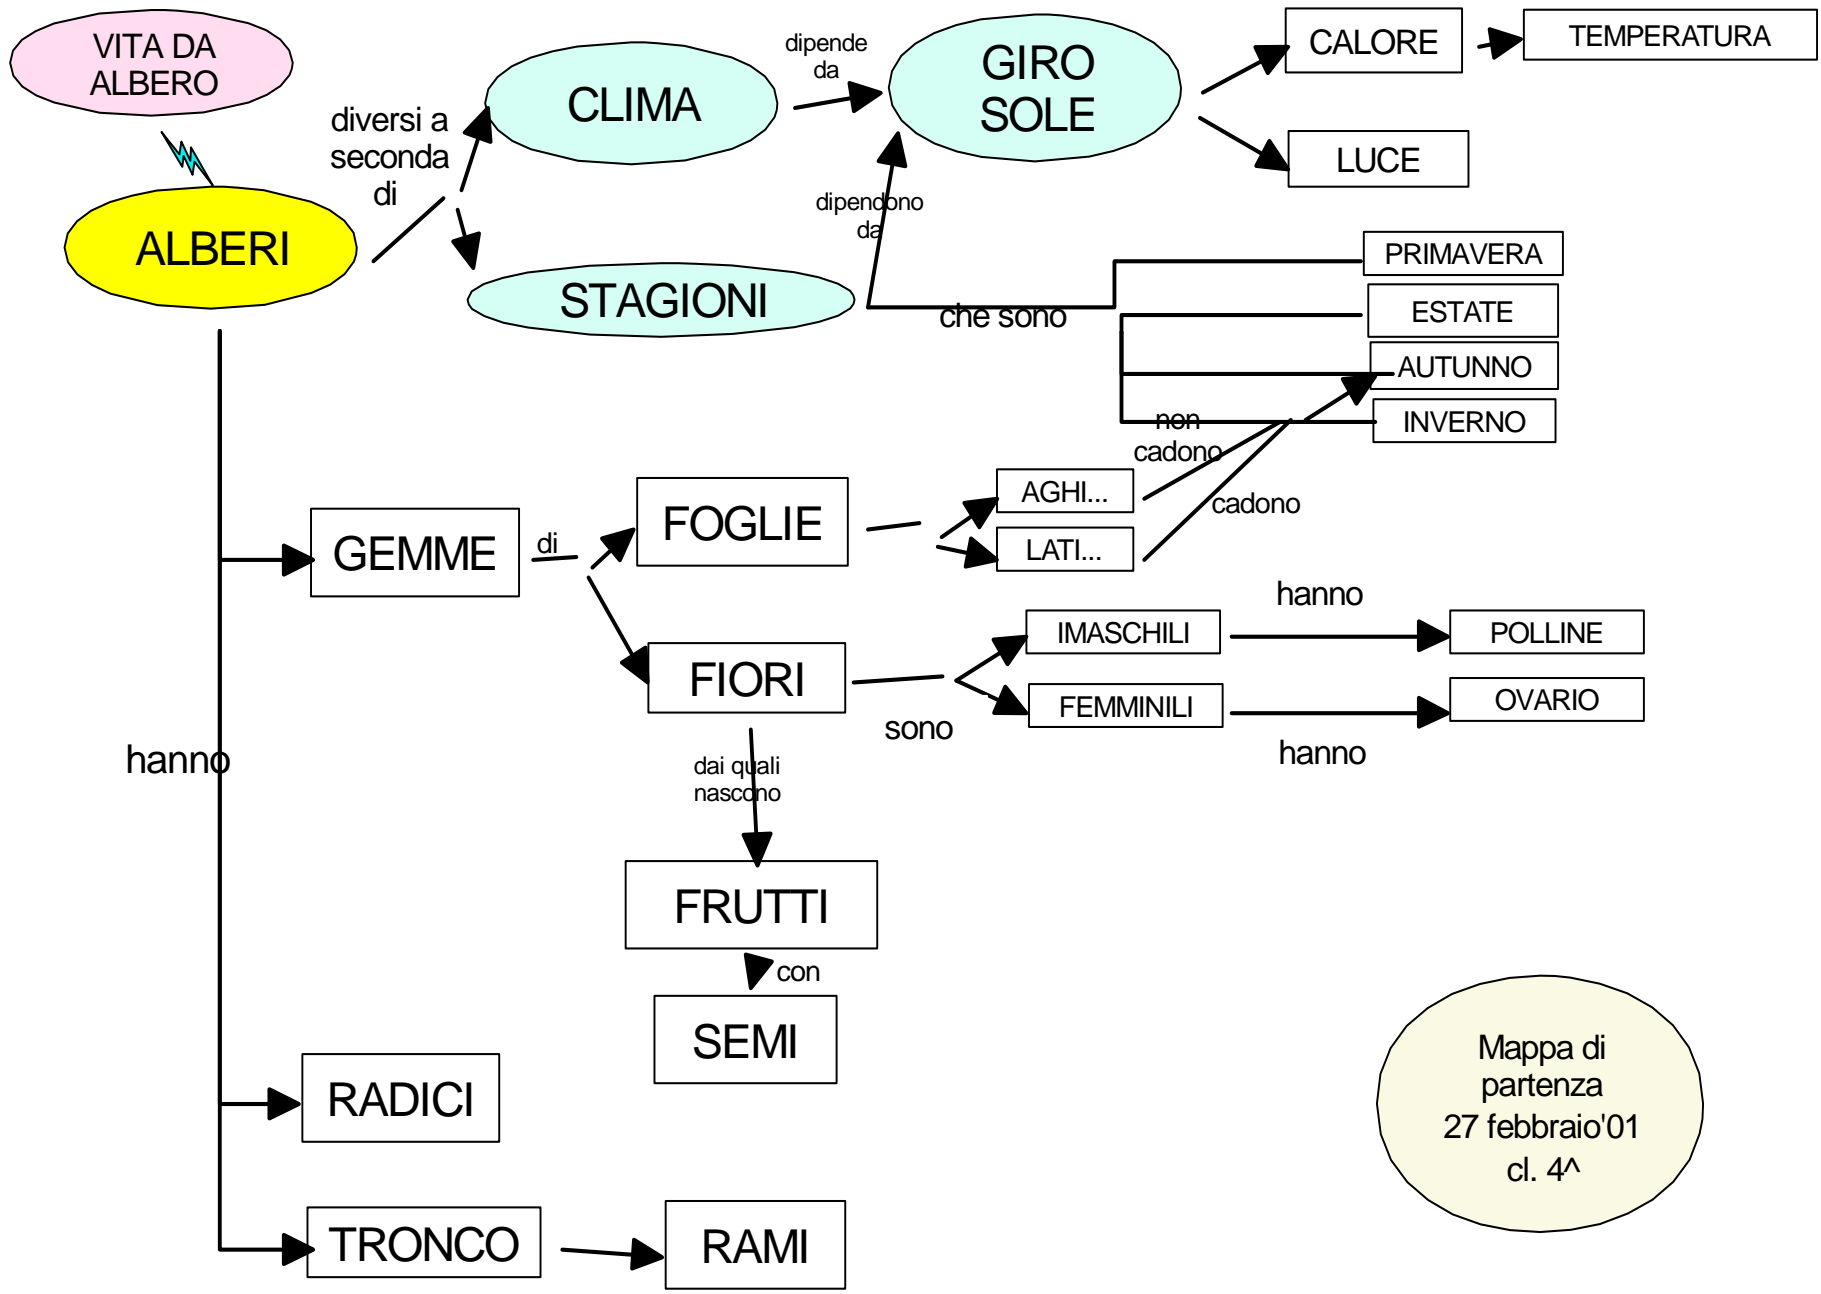 VITA DA
ALBERO
diversi a
seconda
di
CLIMA
dipende
da
GIRO
SOLE
CALORE
TEMPERATURA
LUCE
ALBERI
dipendono
da
STAGIONI
che sono
PRIMAVERA
ESTATE
AUTUNNO
INVERNO
non
cadono
cadono
GEMME
di
FOGLIE
AGHI...
LATI...
FIORI
sono
IMASCHILI
hanno
POLLINE
FEMMINILI
hanno
OVARIO
hanno
dai quali
nascono
FRUTTI
con
SEMI
RADICI
TRONCO
RAMI
Mappa di
partenza
27 febbraio'01
cl. 4^